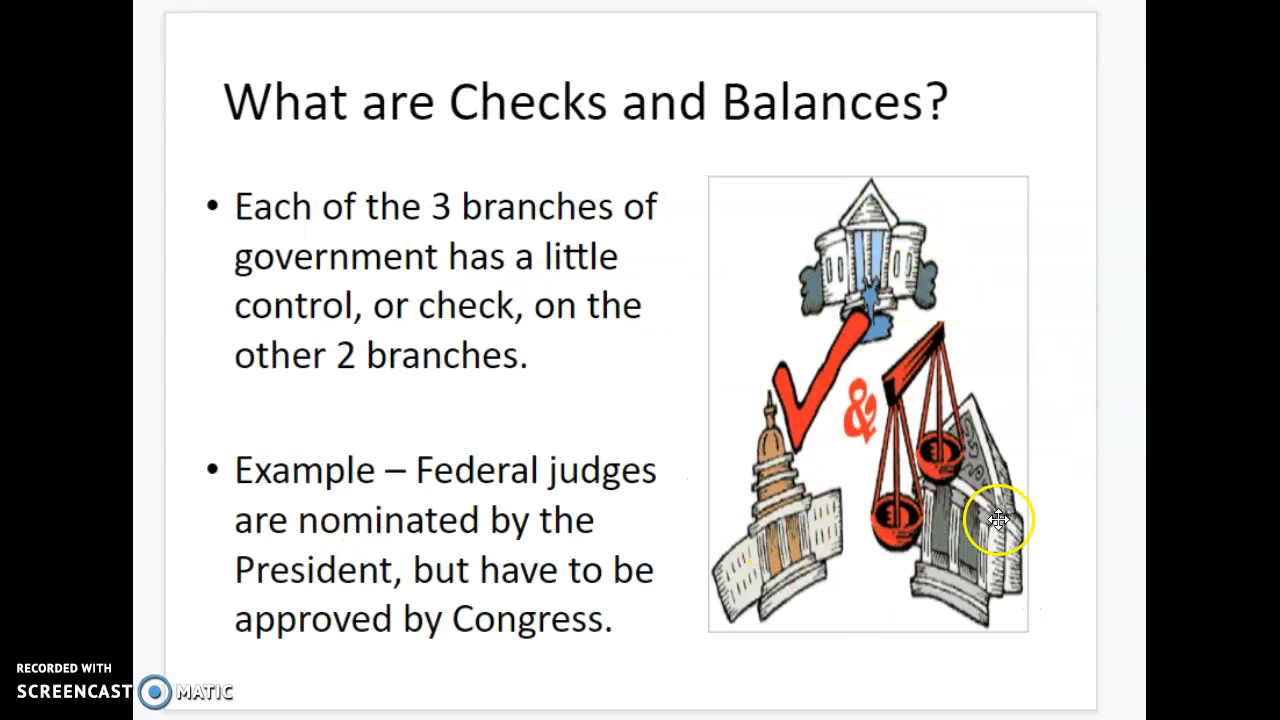 What are Checks and Balances?
• Each of the 3 branches of
government has a little
control, or check, on the
other 2 branches.
• Example – Federal judges
are nominated by the
President, but have to be
approved by Congress.
&
RECORDED WITH
SCREENCAST MATIC